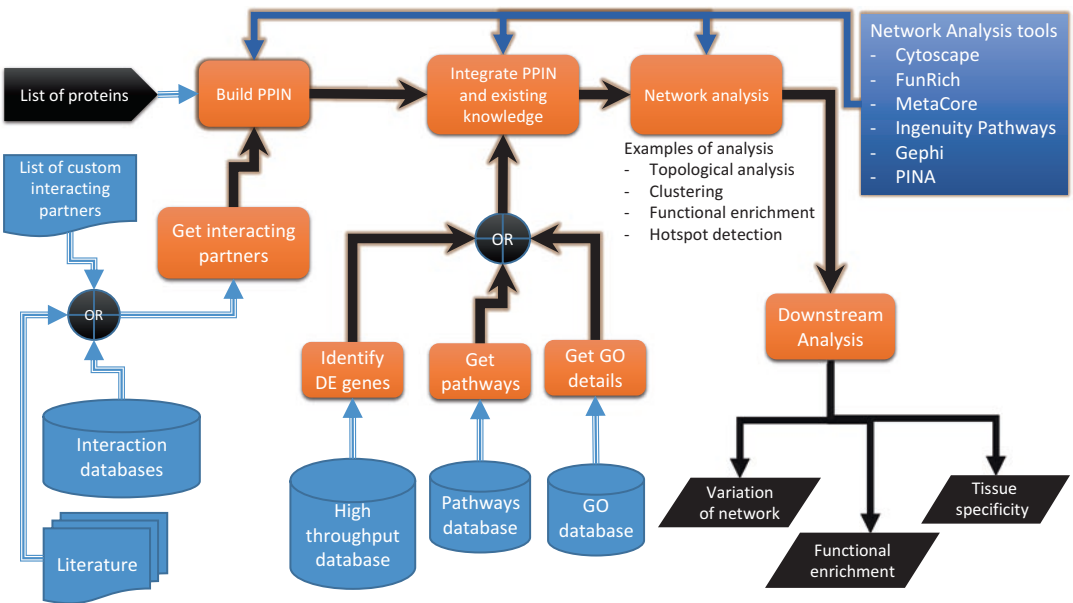 List of proteins
Build PPIN
Integrate PPIN
and existing
knowledge
Network analysis
Network Analysis tools
- Cytoscape
- FunRich
- MetaCore
- Ingenuity Pathways
- Gephi
- PINA
Examples of analysis
- Topological analysis
- Clustering
- Functional enrichment
- Hotspot detection
List of custom
interacting
partners
Get interacting
partners
OR
OR
Identify
DE genes
Get
pathways
Get GO
details
Downstream
Analysis
Interaction
databases
Literature
High
throughput
database
Pathways
database
GO
database
Variation
of network
Functional
enrichment
Tissue
specificity